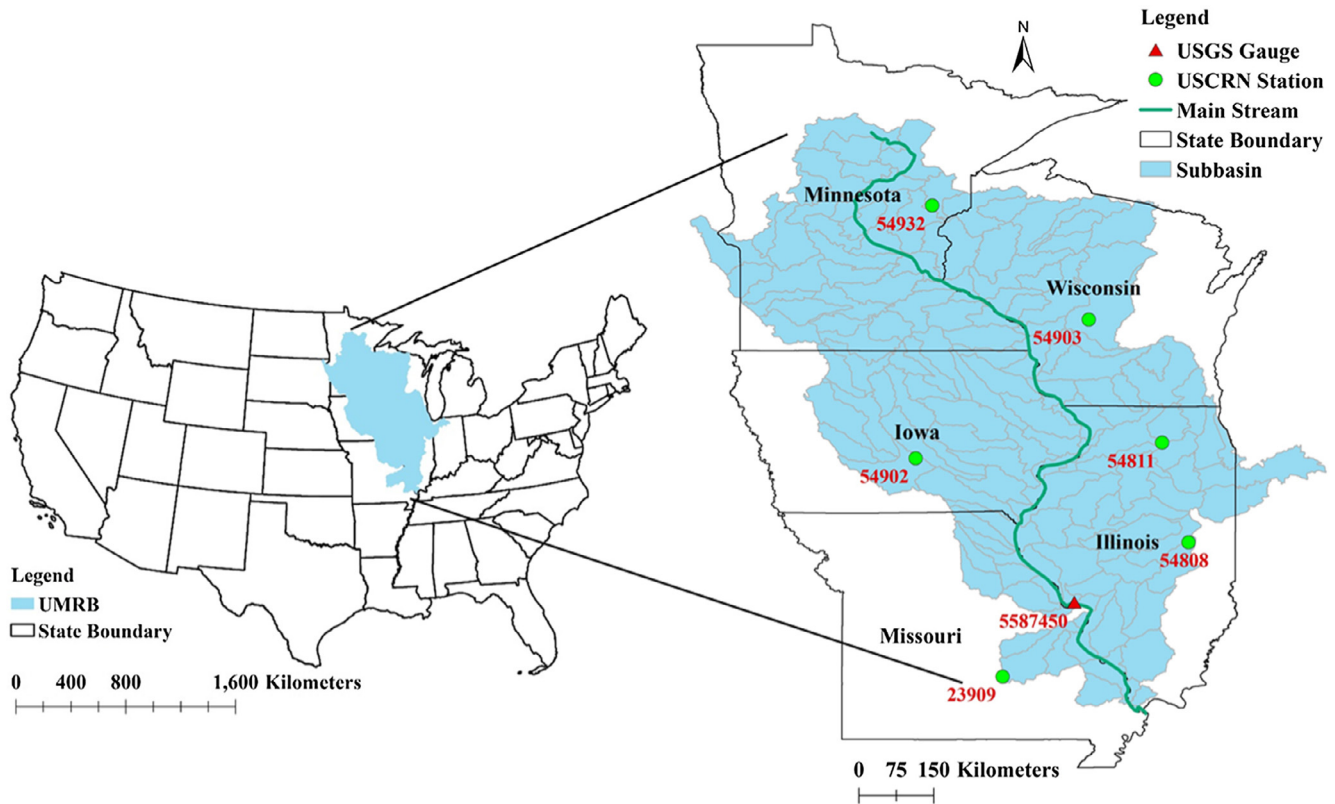 Legend
UMRB
State Boundary
0 400 800 1,600 Kilometers
N
Legend
USGS Gauge
USCRN Station
Main Stream
State Boundary
Subbasin
Minnesota
54932
Wisconsin
54903
Iowa
54902
54811
Illinois
54808
5587450
Missouri
23909
0 75 150 Kilometers